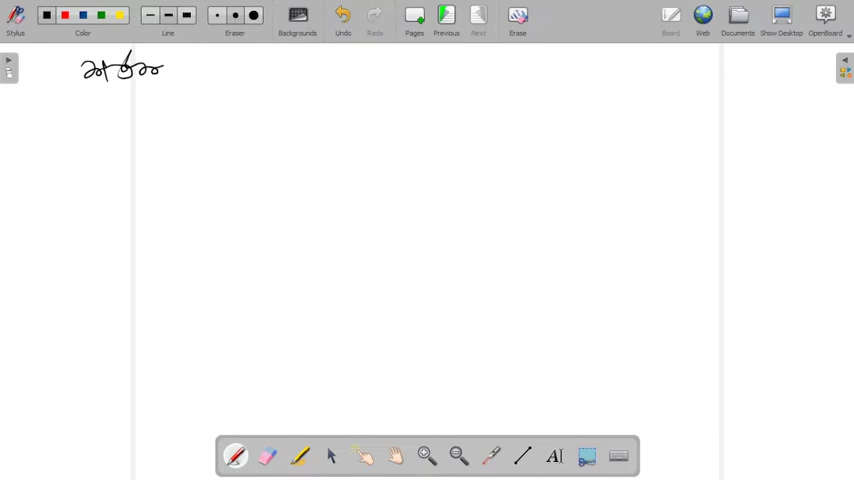 Stylus
Color
Line
Eraser
Backgrounds
Undo
Redo
Pages
Previous
Next
Erase
Board
Web
Documents
Show Desktop
OpenBoard